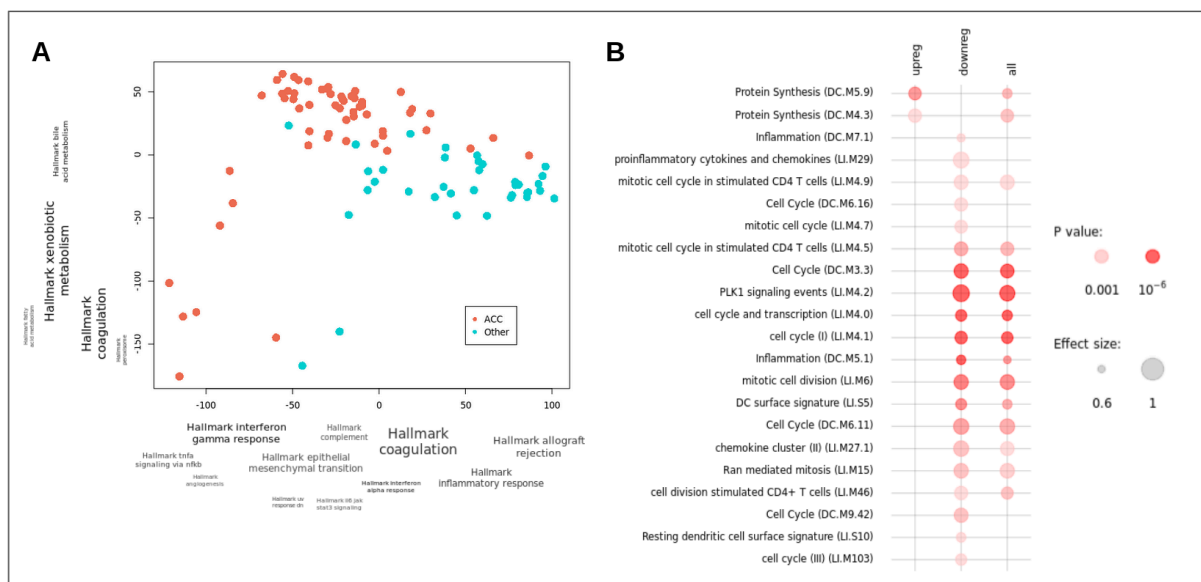 A
50
0
-50
-100
-150
-100
-50
0
50
100
ACC
Other
Hallmark bile
acid metabolism
Hallmark xenobiotic
metabolism
Hallmark
coagulation
Hallmark fatty
acid metabolism
Hallmark
peroxisome
Hallmark interferon
gamma response
Hallmark
complement
Hallmark
coagulation
Hallmark allograft
rejection
Hallmark tnfa
signaling via nfkb
Hallmark epithelial
mesenchymal transition
Hallmark
angiogenesis
Hallmark interferon
alpha response
Hallmark
inflammatory response
Hallmark uv
response dn
Hallmark il6 jak
stat3 signaling
B
upreg
downreg
all
Protein Synthesis (DC.M5.9)
Protein Synthesis (DC.M4.3)
Inflammation (DC.M7.1)
proinflammatory cytokines and chemokines (LI.M29)
mitotic cell cycle in stimulated CD4 T cells (LI.M4.9)
Cell Cycle (DC.M6.16)
mitotic cell cycle (LI.M4.7)
mitotic cell cycle in stimulated CD4 T cells (LI.M4.5)
Cell Cycle (DC.M3.3)
PLK1 signaling events (LI.M4.2)
cell cycle and transcription (LI.M4.0)
cell cycle (I) (LI.M4.1)
Inflammation (DC.M5.1)
mitotic cell division (LI.M6)
DC surface signature (LI.S5)
Cell Cycle (DC.M6.11)
chemokine cluster (II) (LI.M27.1)
Ran mediated mitosis (LI.M15)
cell division stimulated CD4+ T cells (LI.M46)
Cell Cycle (DC.M9.42)
Resting dendritic cell surface signature (LI.S10)
cell cycle (III) (LI.M103)
P value:
0.001 10⁻⁶
Effect size:
0.6 1